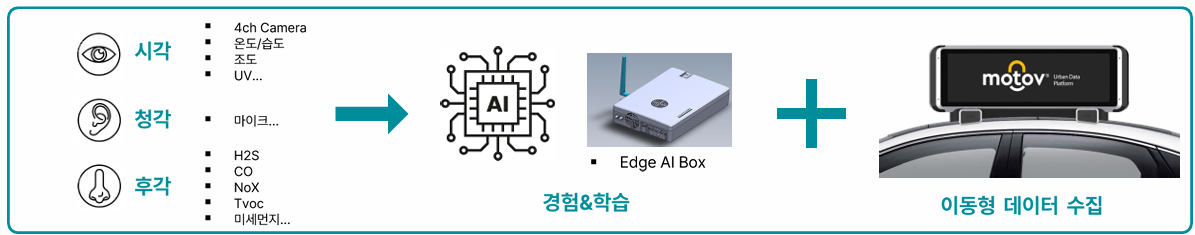 시각
▪ 4ch Camera
▪ 온도/습도
▪ 조도
▪ UV...
청각
▪ 마이크...
후각
▪ H2S
▪ CO
▪ NoX
▪ Tvoc
▪ 미세먼지...
AI
▪ Edge AI Box
경험&학습
motov® Urban Data
Platform
이동형 데이터 수집